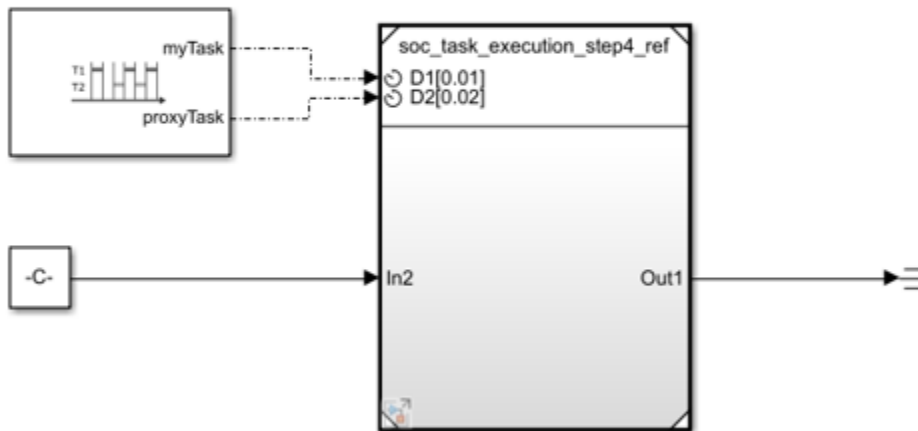 myTask
T1
T2
proxyTask
soc_task_execution_step4_ref
D1[0.01]
D2[0.02]
-C-
In2
Out1